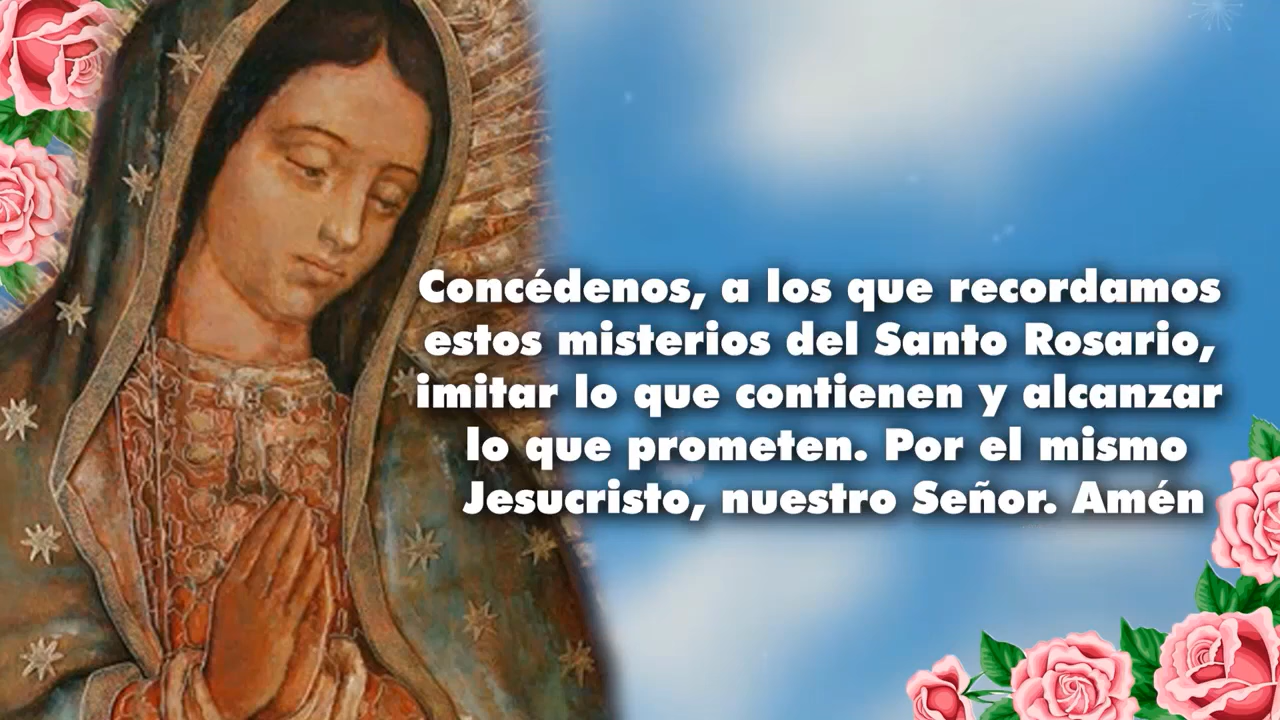 Concédenos, a los que recordamos
estos misterios del Santo Rosario,
imitar lo que contienen y alcanzar
lo que prometen. Por el mismo
Jesucristo, nuestro Señor. Amén